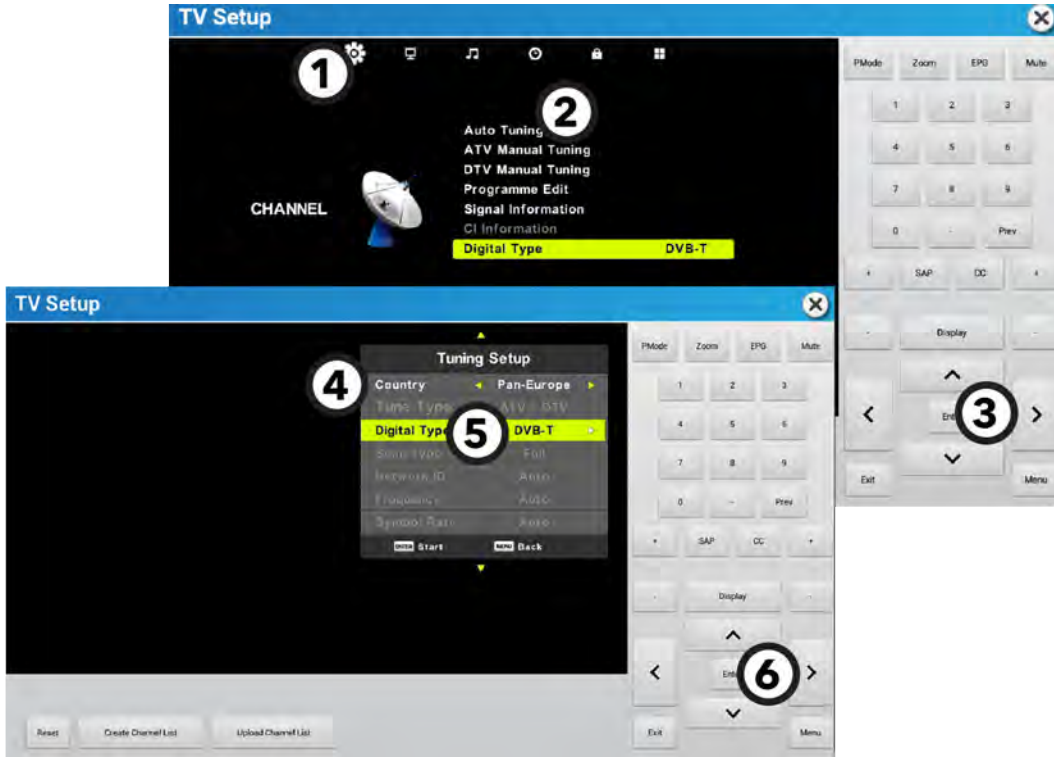 TV Setup
1
2
Auto Tuning
ATV Manual Tuning
DTV Manual Tuning
Programme Edit
Signal Information
CI Information
Digital Type DVB-T
CHANNEL
PMode Zoom EPG Mute
1 2 3
4 5 6
7 8 9
0 - Prev
+ SAP CC +
- Display -
Ent
3
Exit Menu
TV Setup
Tuning Setup
4
Country Pan-Europe
Tune Type ATV DTV
Digital Type DVB-T
5
Scan Type Full
Network ID Auto
Frequency Auto
Symbol Rate Auto
ENTER Start MENU Back
PMode Zoom EPG Mute
1 2 3
4 5 6
7 8 9
0 - Prev
+ SAP CC +
- Display -
Ente
6
Exit Menu
Reset Create Channel List Upload Channel List